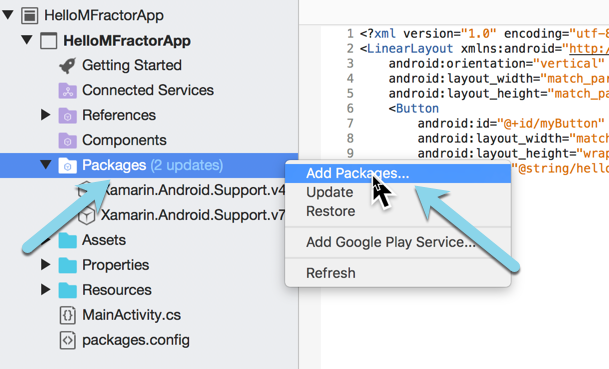 HelloMFractorApp
HelloMFractorApp
Getting Started
Connected Services
References
Components
Packages (2 updates)
Xamarin.Android.Support.v4
Xamarin.Android.Support.v7
Assets
Properties
Resources
MainActivity.cs
packages.config
1 <?xml version="1.0" encoding="utf-8
2 <LinearLayout xmlns:android="http:/
3 android:orientation="vertical"
4 android:layout_width="match_par
5 android:layout_height="match_pa
6 <Button
7 android:id="@+id/myButton"
8 android:layout_width="match
9 android:layout_height="wrap
"@string/hello
Add Packages...
Update
Restore
Add Google Play Service...
Refresh